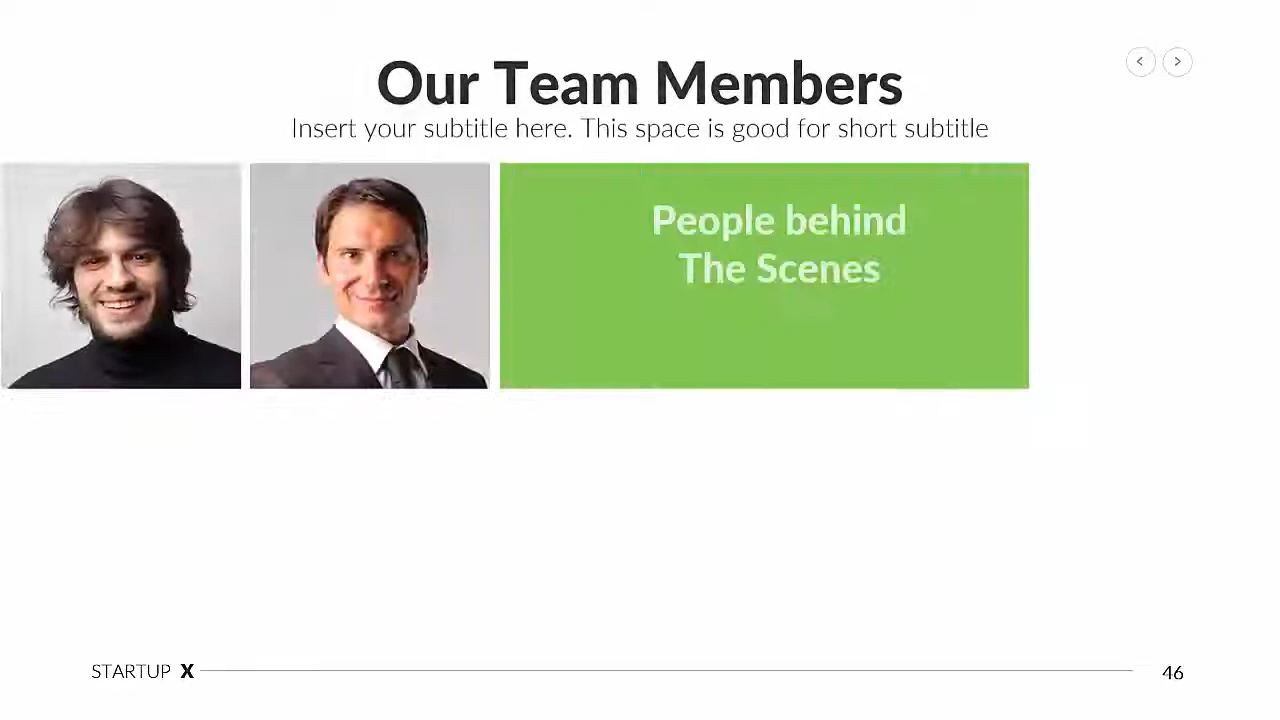 Our Team Members
Insert your subtitle here. This space is good for short subtitle
People behind
The Scenes
STARTUP X
46